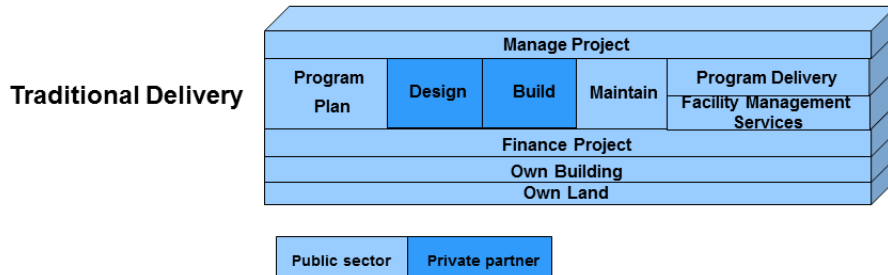 Manage Project
Traditional Delivery
Program
Plan
Design
Build
Maintain
Program Delivery
Facility Management
Services
Finance Project
Own Building
Own Land
Public sector
Private partner